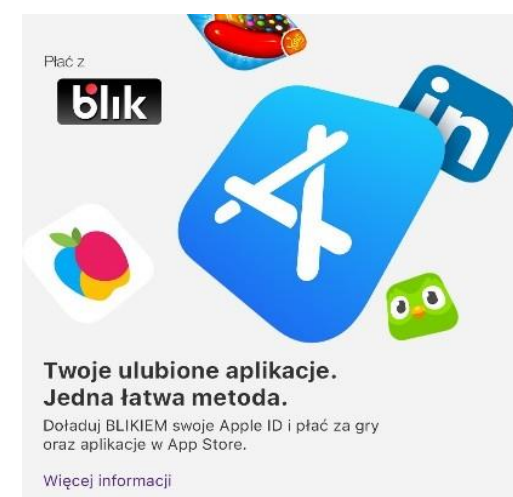 Płać z
blik
in
Twoje ulubione aplikacje.
Jedna łatwa metoda.
Doładuj BLIKIEM swoje Apple ID i płać za gry
oraz aplikacje w App Store.
Więcej informacji